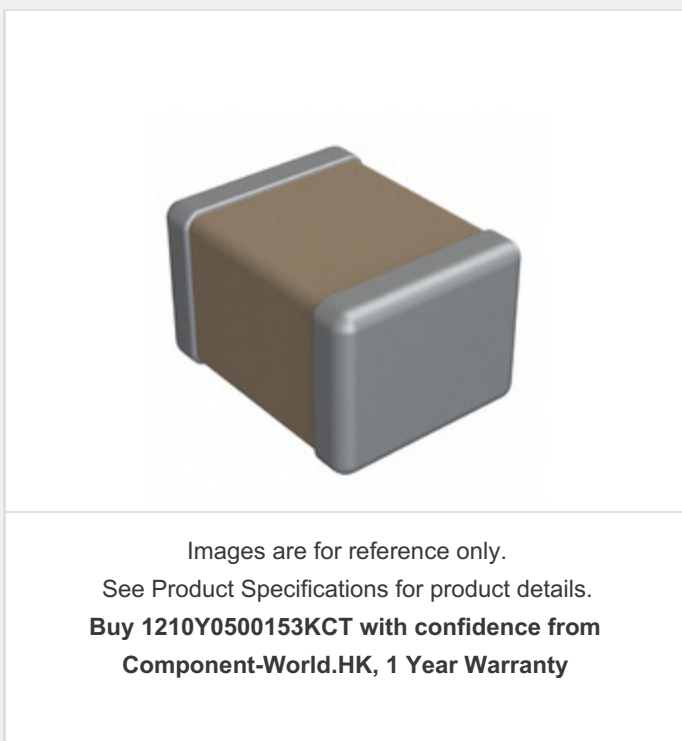 Images are for reference only.
See Product Specifications for product details.
Buy 1210Y0500153KCT with confidence from
Component-World.HK, 1 Year Warranty